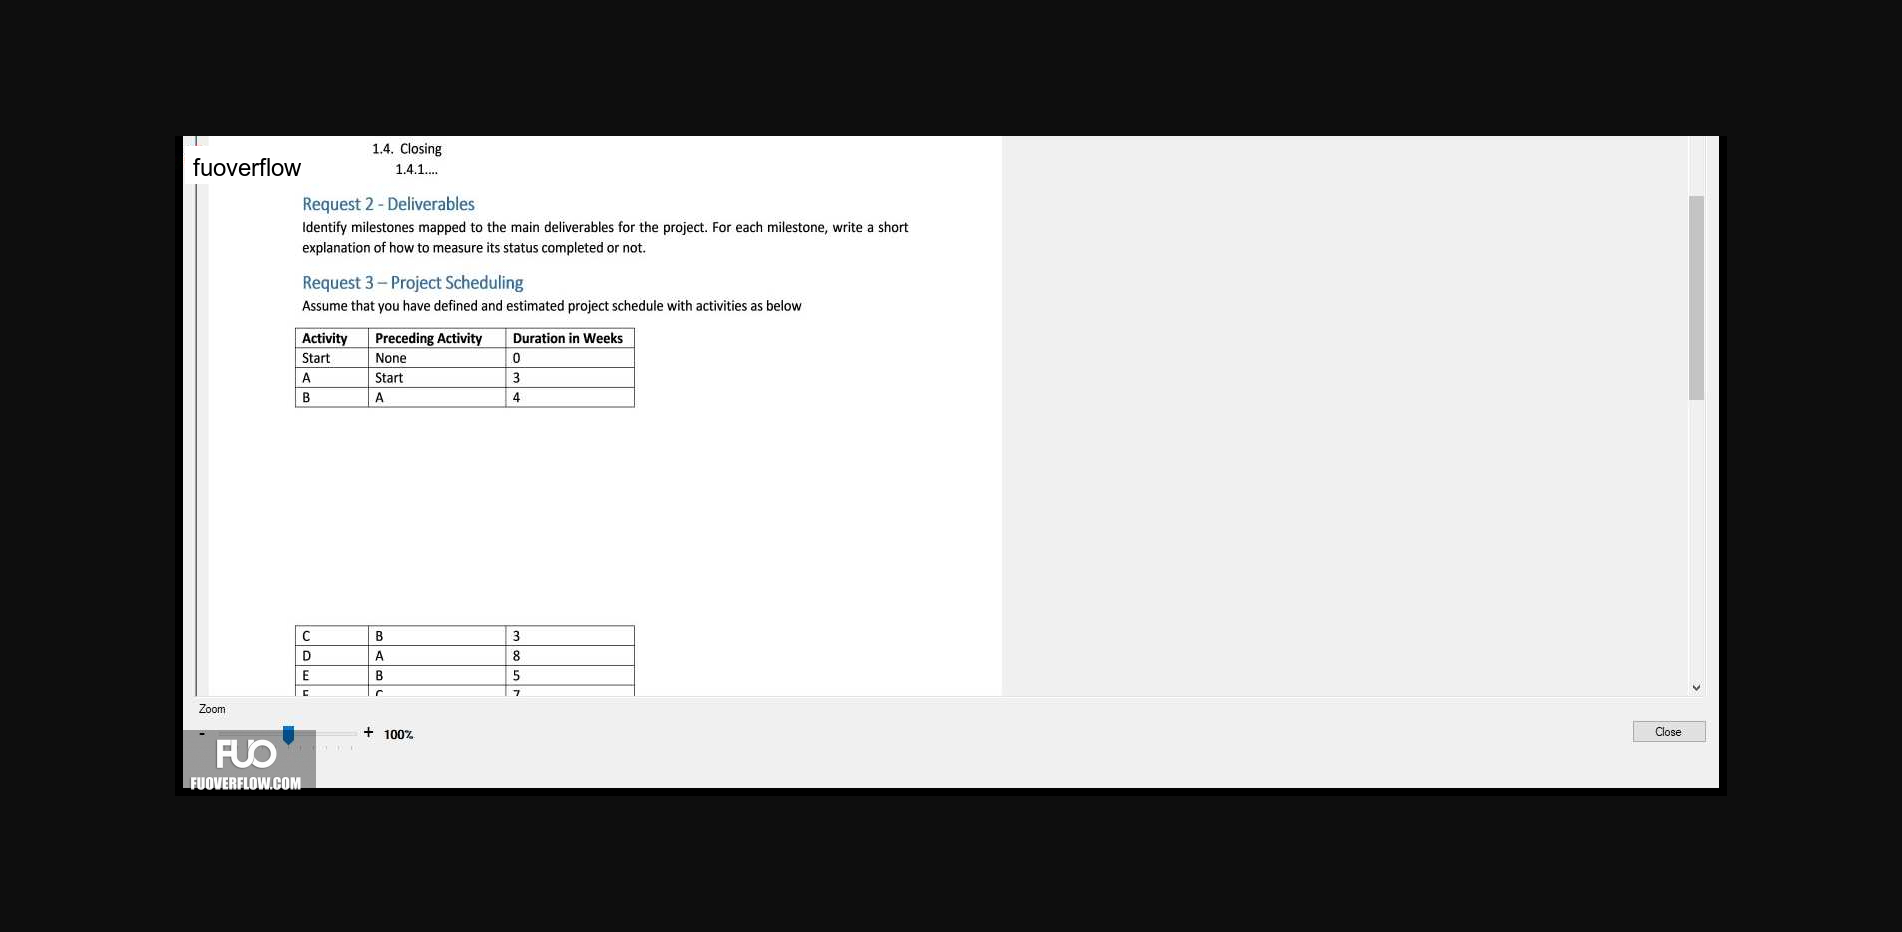 1.4. Closing
fuoverflow
1.4.1....
Request 2 - Deliverables
Identify milestones mapped to the main deliverables for the project. For each milestone, write a short
explanation of how to measure its status completed or not.
Request 3 – Project Scheduling
Assume that you have defined and estimated project schedule with activities as below
Activity Preceding Activity Duration in Weeks
Start None 0
A Start 3
B A 4
C B 3
D A 8
E B 5
F C 7
Zoom
- + 100%
Close
FUO
FUOVERFLOW.COM